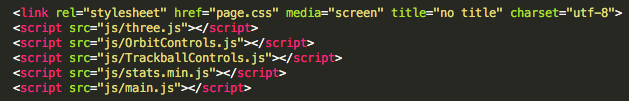 <link rel="stylesheet" href="page.css" media="screen" title="no title" charset="utf-8">
<script src="js/three.js"></script>
<script src="js/OrbitControls.js"></script>
<script src="js/TrackballControls.js"></script>
<script src="js/stats.min.js"></script>
<script src="js/main.js"></script>